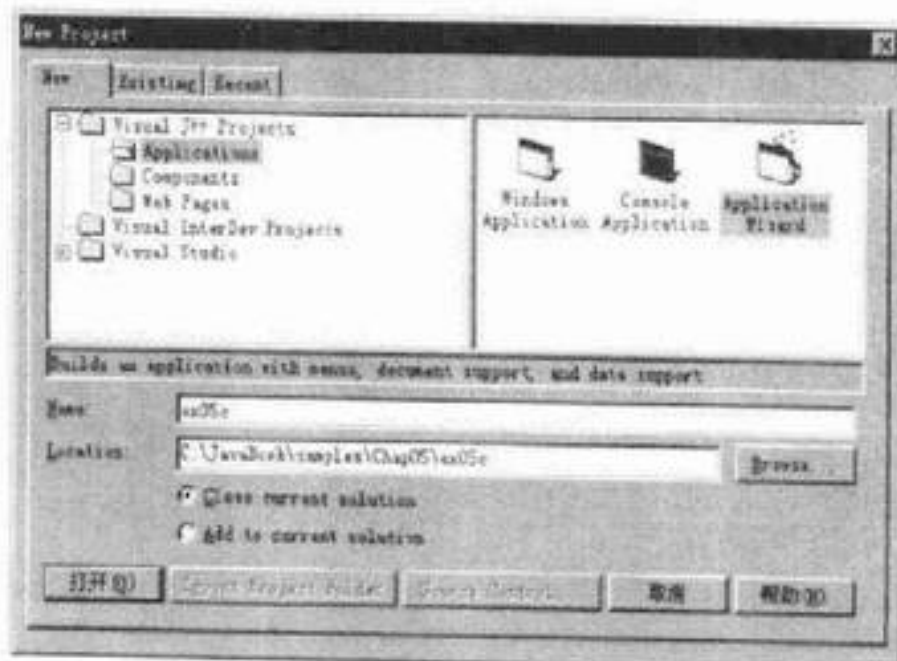 New Project
New Existing Recent
Visual J++ Projects
Applications
Components
Web Pages
Visual InterDev Projects
Visual Studio
Windows Application
Console Application
Application Wizard
Builds an application with menus, document support, and data support
Name: ex05c
Location: C:\JavaBook\samples\Chap05\ex05c Browse...
Close current solution
Add to current solution
打开(O) 取消 帮助(H)